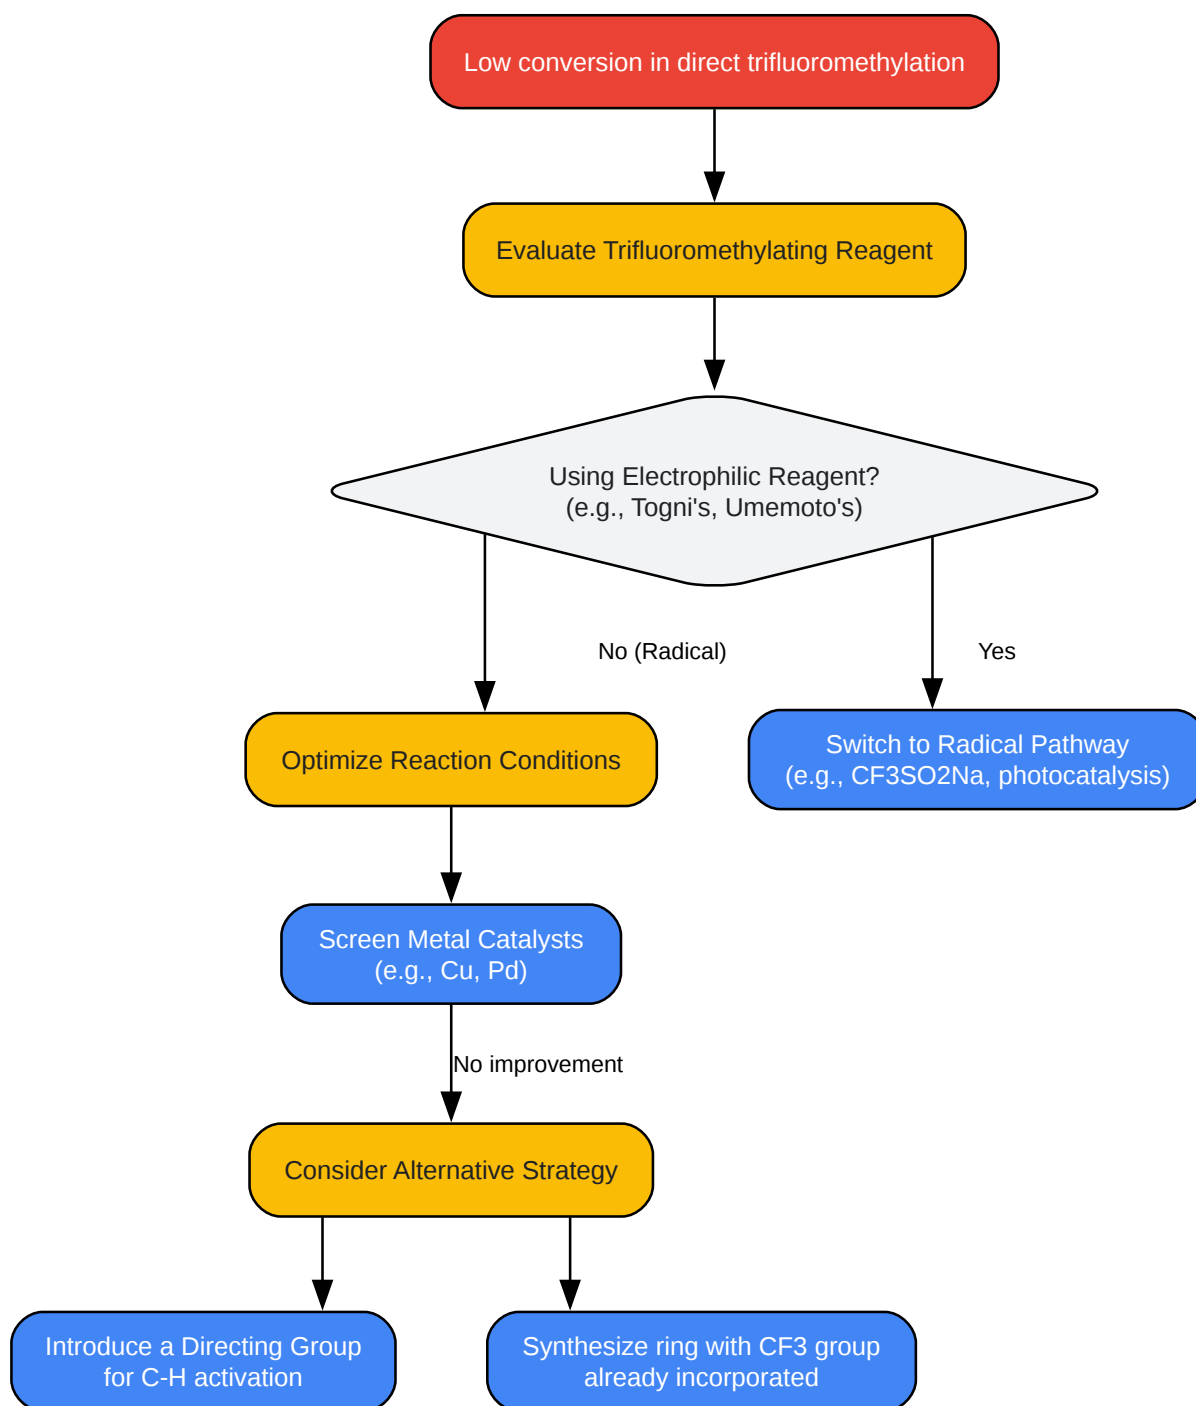 Low conversion in direct trifluoromethylation
Evaluate Trifluoromethylating Reagent
Using Electrophilic Reagent?
(e.g., Togni's, Umemoto's)
No (Radical)
Yes
Optimize Reaction Conditions
Switch to Radical Pathway
(e.g., CF3SO2Na, photocatalysis)
Screen Metal Catalysts
(e.g., Cu, Pd)
No improvement
Consider Alternative Strategy
Introduce a Directing Group
for C-H activation
Synthesize ring with CF3 group
already incorporated